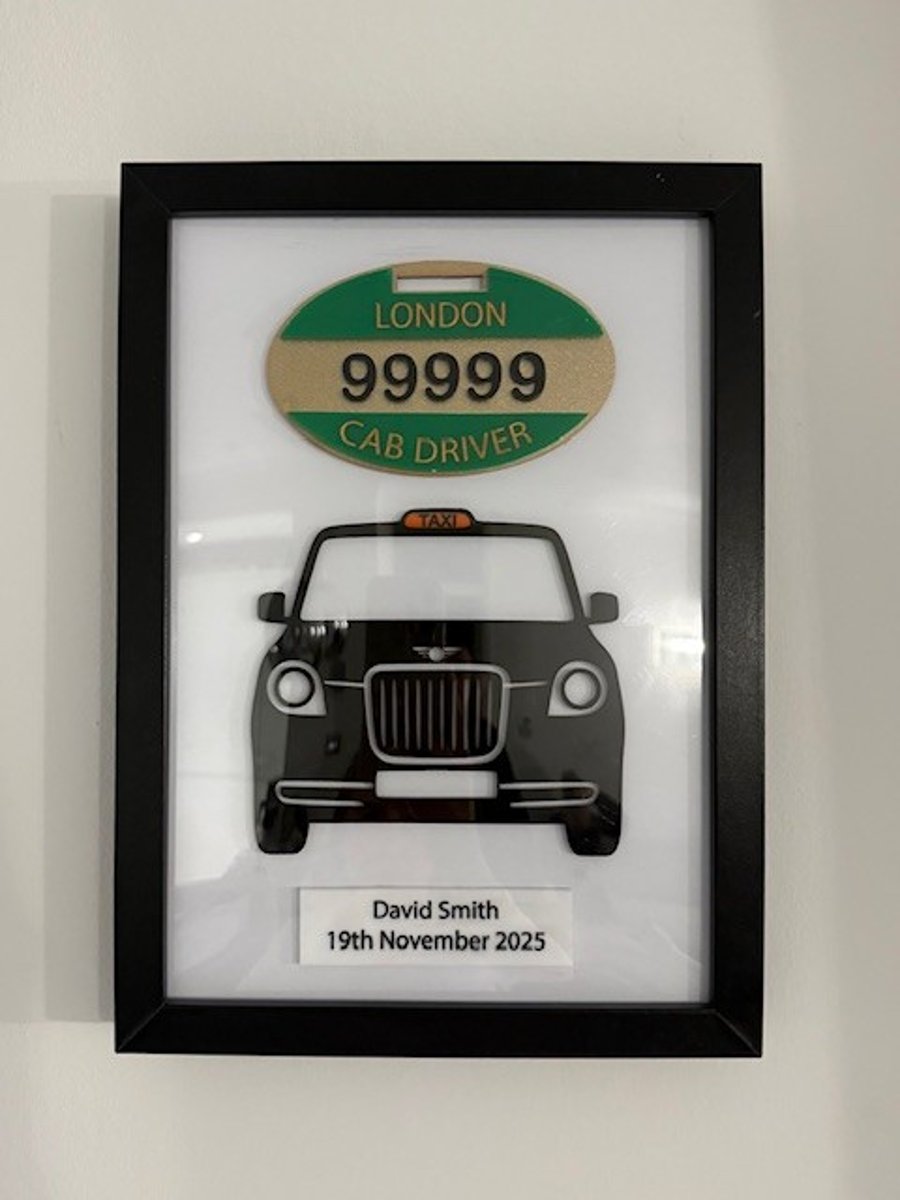 LONDON
99999
CAB DRIVER
TAXI
David Smith
19th November 2025